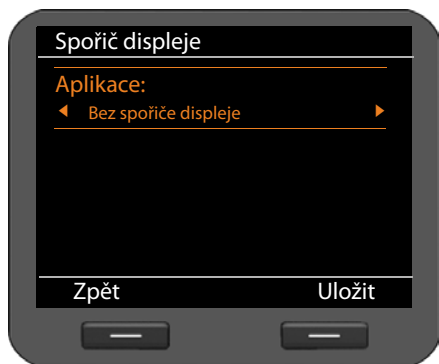 Spořič displeje
Aplikace:
Bez spořiče displeje
Zpět Uložit